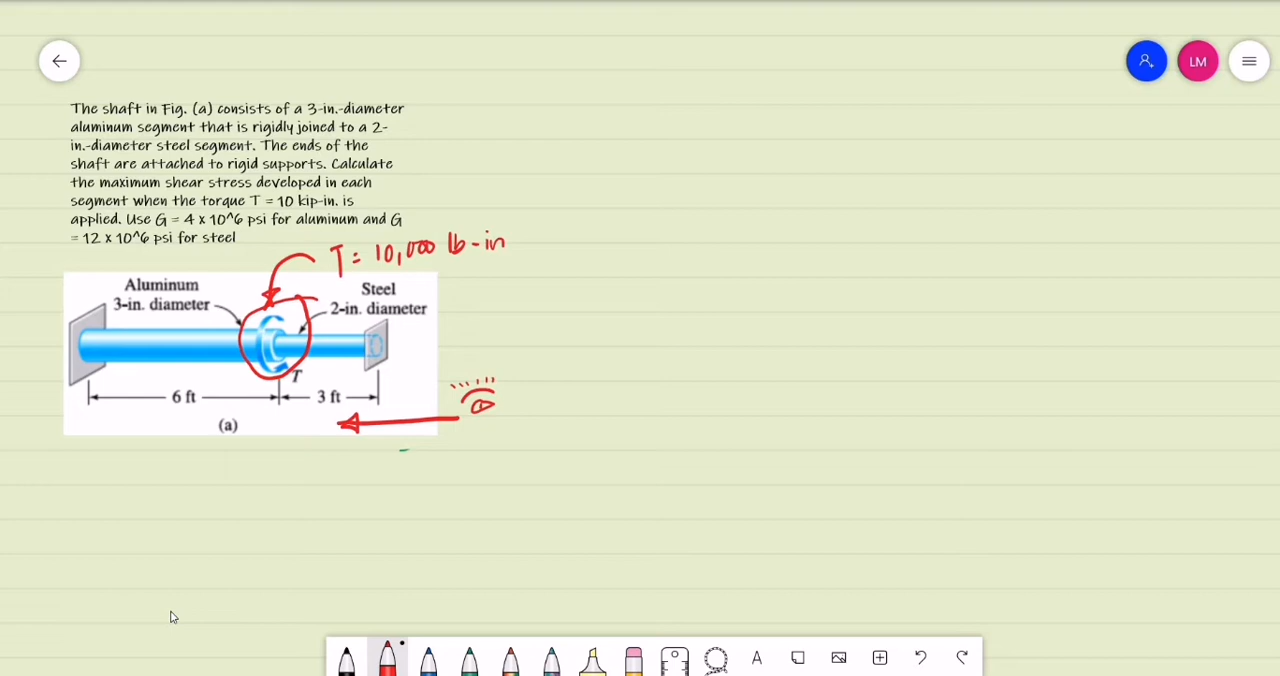 LM
The shaft in Fig. (a) consists of a 3-in.-diameter
aluminum segment that is rigidly joined to a 2-
in.-diameter steel segment. The ends of the
shaft are attached to rigid supports. Calculate
the maximum shear stress developed in each
segment when the torque T = 10 kip-in. is
applied. Use G = 4 x 10^6 psi for aluminum and G
= 12 x 10^6 psi for steel
T = 10,000 lb-in
Aluminum
3-in. diameter
Steel
2-in. diameter
T
6 ft
3 ft
(a)
A